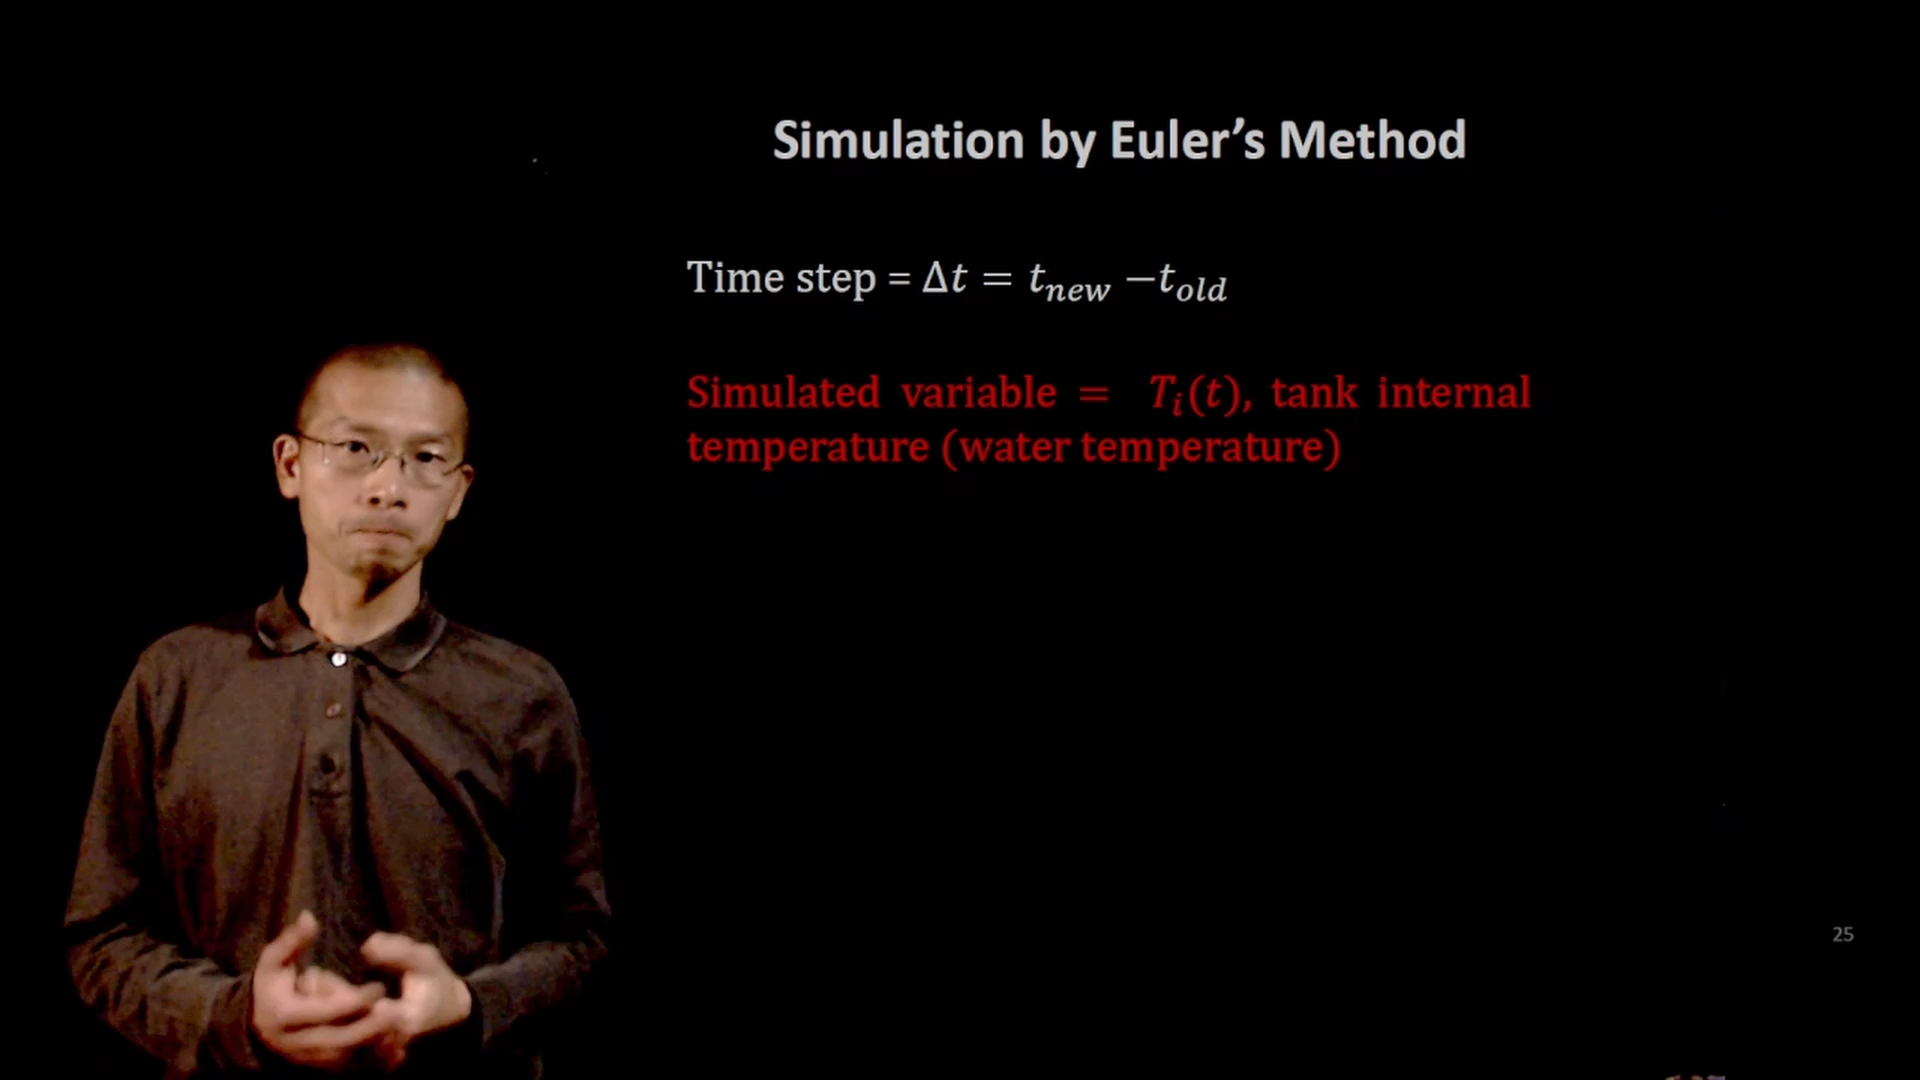 Simulation by Euler’s Method
Time step = Δt = t_new −t_old
Simulated variable = T_i(t), tank internal
temperature (water temperature)
25